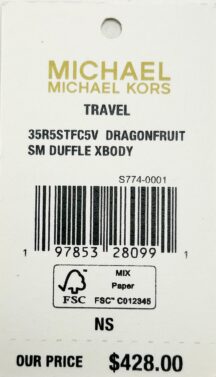 MICHAEL
MICHAEL KORS
TRAVEL
35R5STFC5V DRAGONFRUIT
SM DUFFLE XBODY
S774-0001
1 97853 28099 1
FSC
MIX
Paper
FSC™ C012345
NS
OUR PRICE $428.00